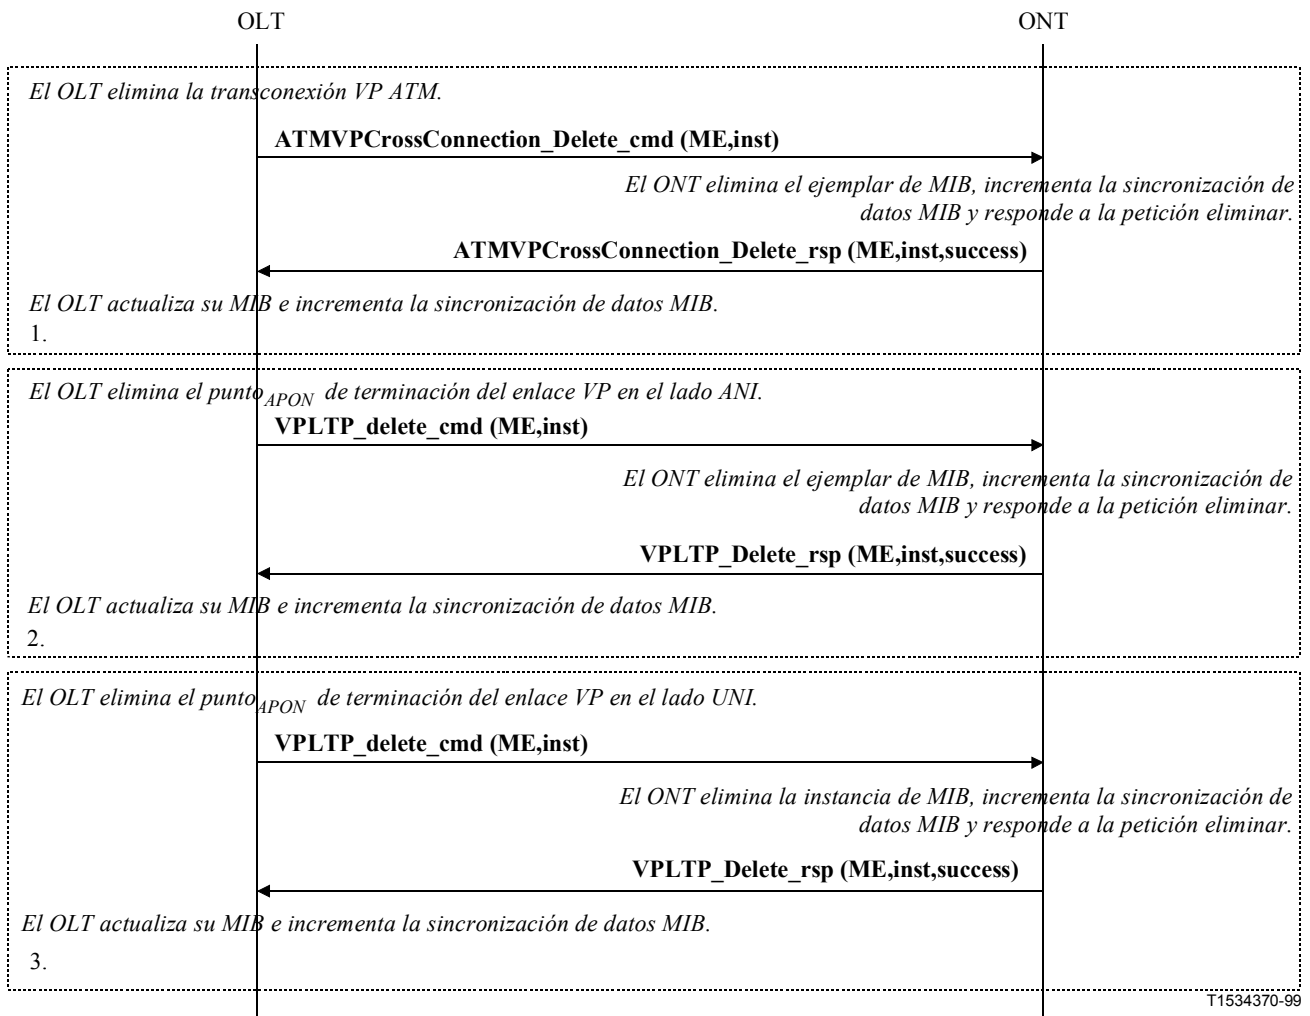 OLT
ONT
El OLT elimina la transconexión VP ATM.
ATMVPCrossConnection_Delete_cmd (ME,inst)
El ONT elimina el ejemplar de MIB, incrementa la sincronización de
datos MIB y responde a la petición eliminar.
ATMVPCrossConnection_Delete_rsp (ME,inst,success)
El OLT actualiza su MIB e incrementa la sincronización de datos MIB.
1.
El OLT elimina el punto APON de terminación del enlace VP en el lado ANI.
VPLTP_delete_cmd (ME,inst)
El ONT elimina el ejemplar de MIB, incrementa la sincronización de
datos MIB y responde a la petición eliminar.
VPLTP_Delete_rsp (ME,inst,success)
El OLT actualiza su MIB e incrementa la sincronización de datos MIB.
2.
El OLT elimina el punto APON de terminación del enlace VP en el lado UNI.
VPLTP_delete_cmd (ME,inst)
El ONT elimina la instancia de MIB, incrementa la sincronización de
datos MIB y responde a la petición eliminar.
VPLTP_Delete_rsp (ME,inst,success)
El OLT actualiza su MIB e incrementa la sincronización de datos MIB.
3.
T1534370-99